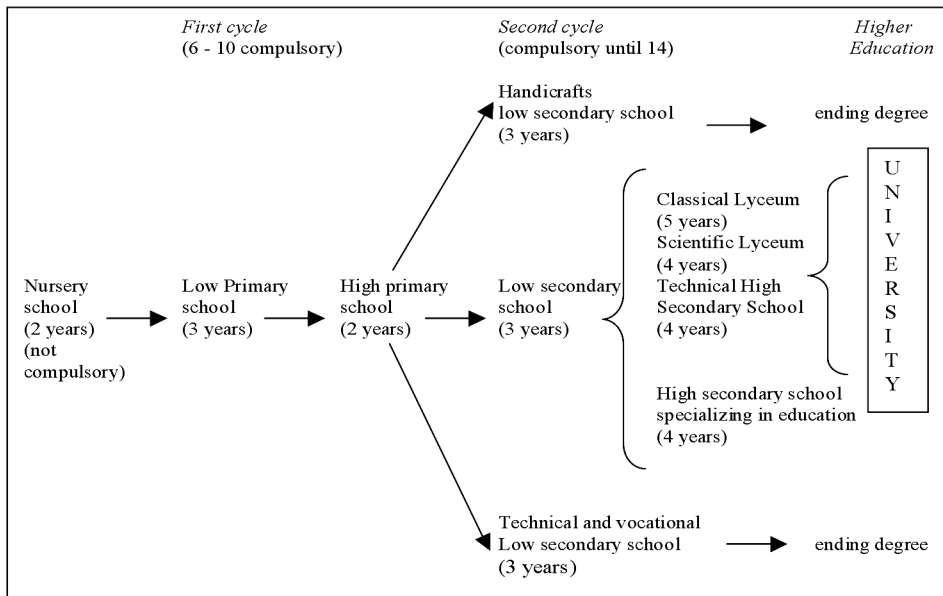 First cycle
(6 - 10 compulsory)
Second cycle
(compulsory until 14)
Higher
Education
Handicrafts
low secondary school
(3 years)
ending degree
Nursery
school
(2 years)
(not
compulsory)
Low Primary
school
(3 years)
High primary
school
(2 years)
Low secondary
school
(3 years)
Classical Lyceum
(5 years)
Scientific Lyceum
(4 years)
Technical High
Secondary School
(4 years)
High secondary school
specializing in education
(4 years)
U
N
I
V
E
R
S
I
T
Y
Technical and vocational
Low secondary school
(3 years)
ending degree